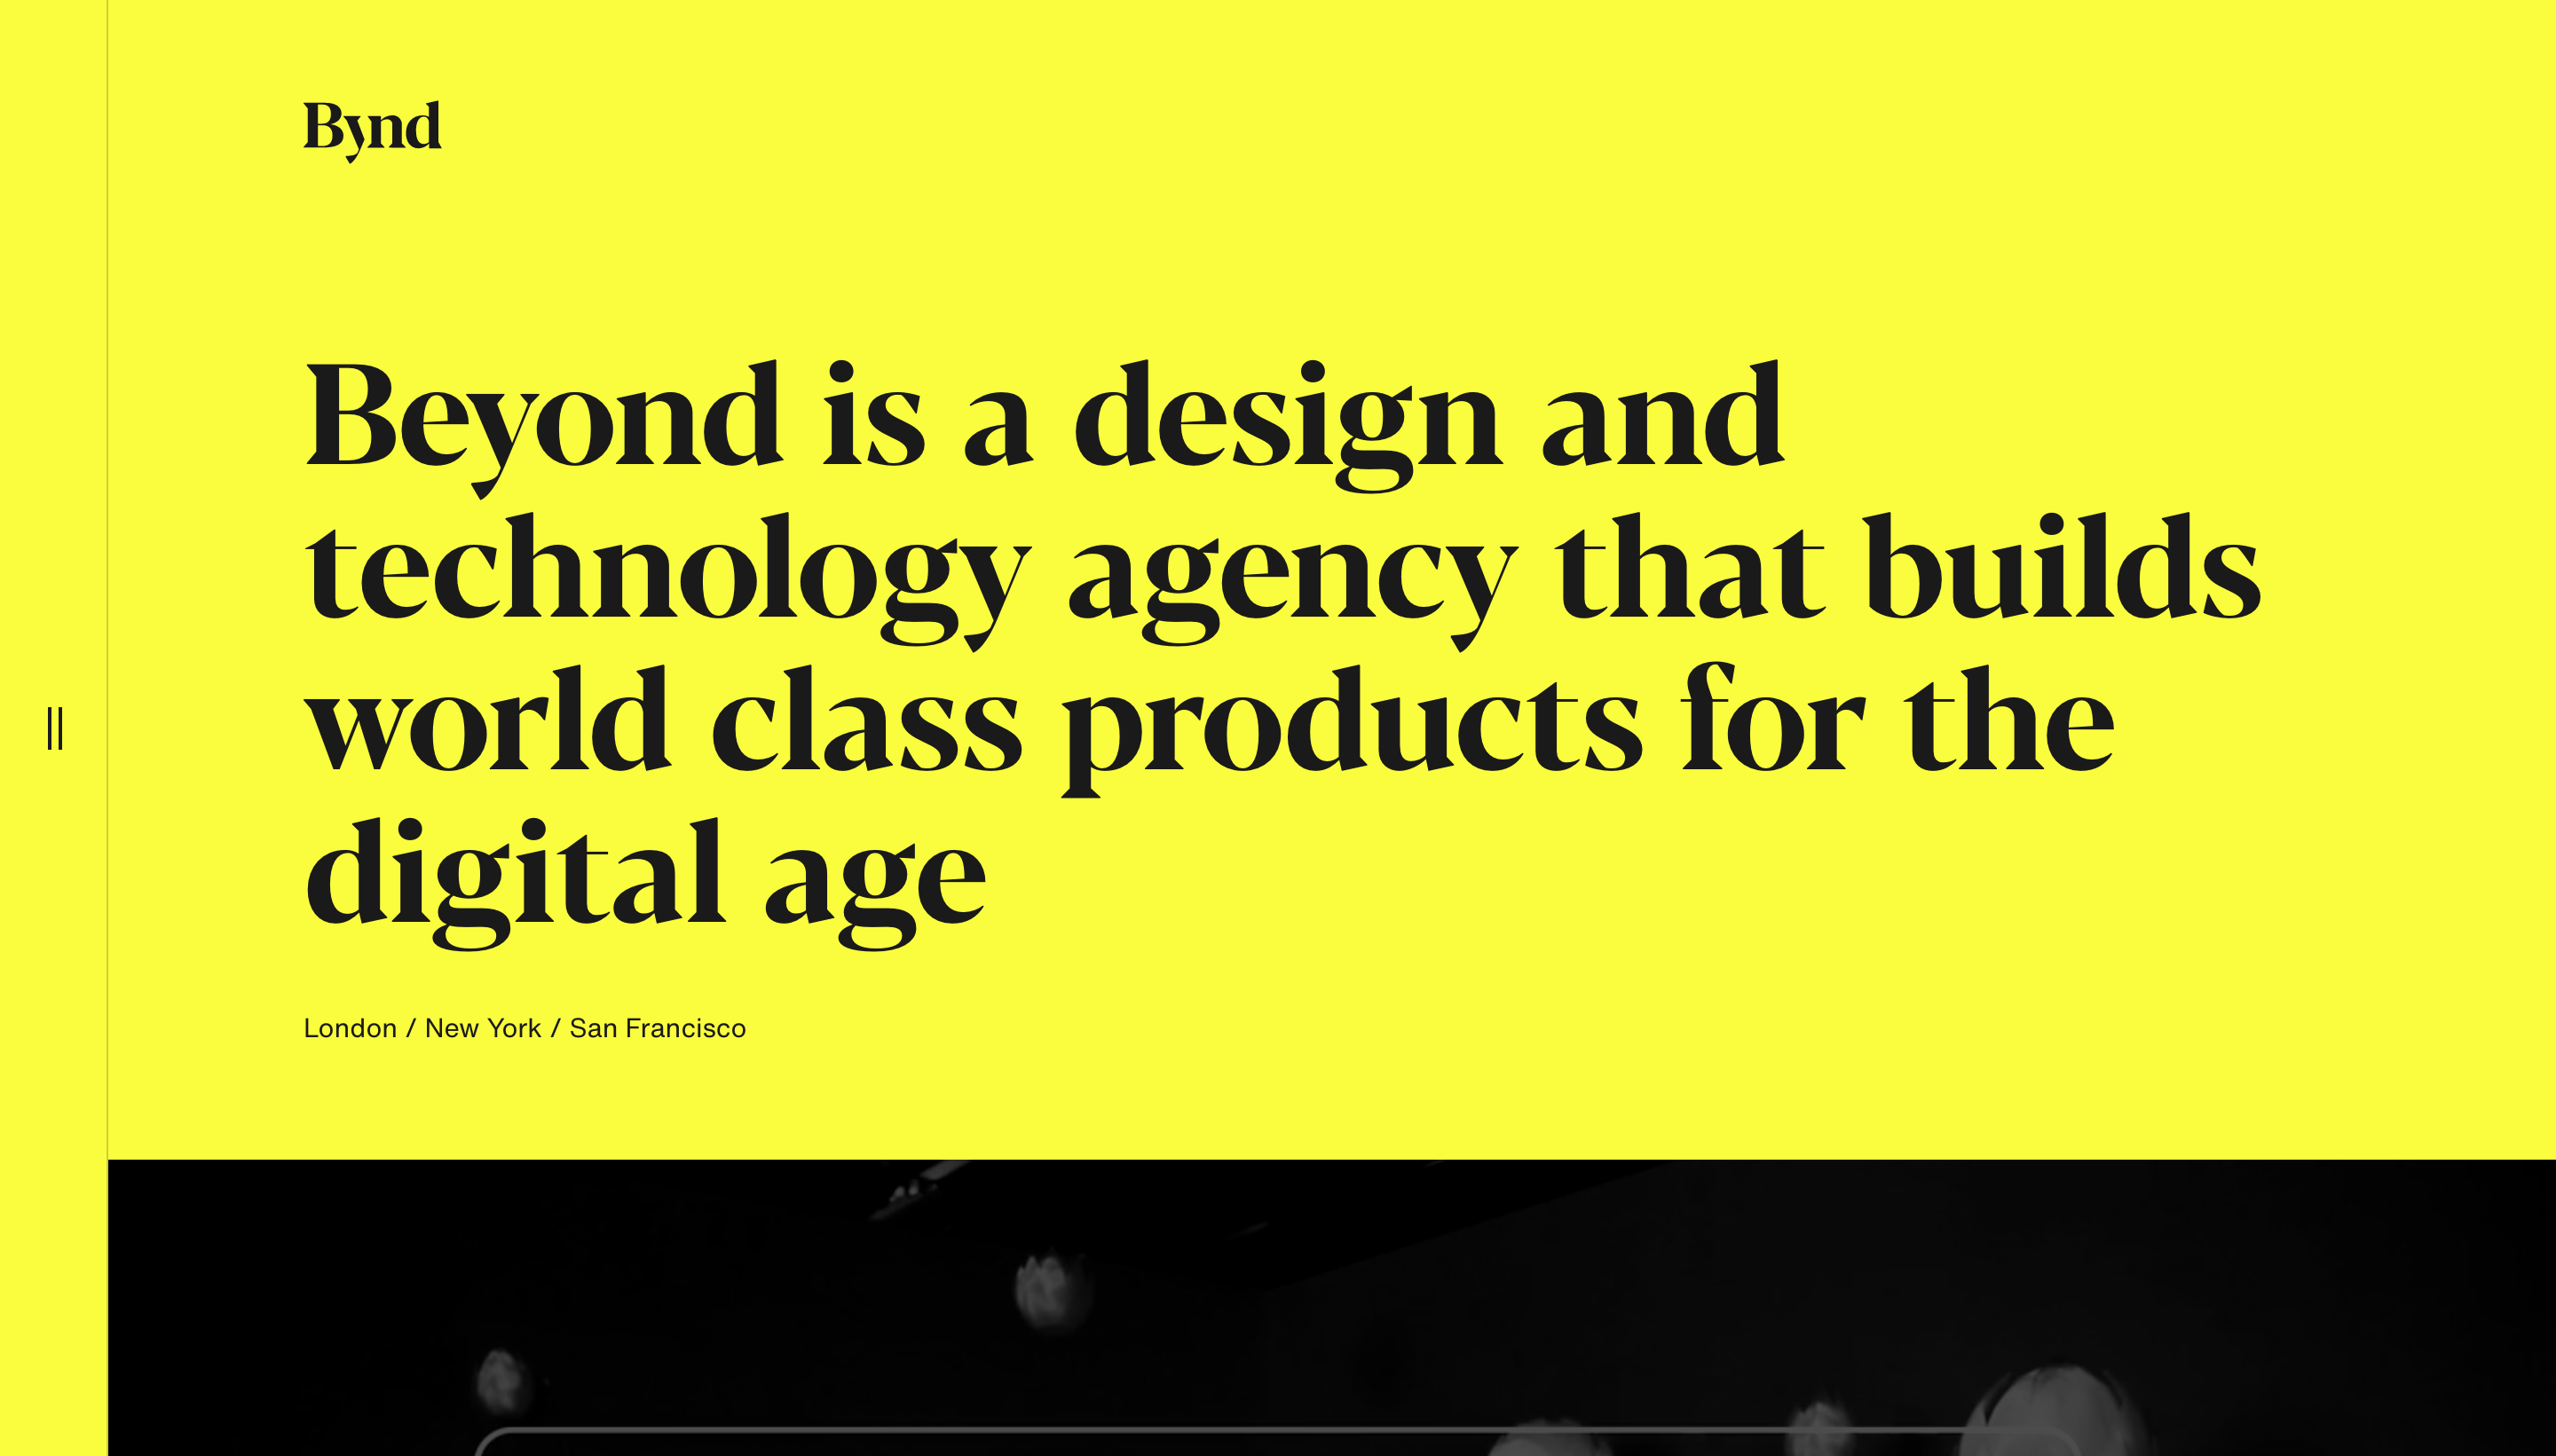 Bynd
Beyond is a design and
technology agency that builds
world class products for the
digital age
London / New York / San Francisco